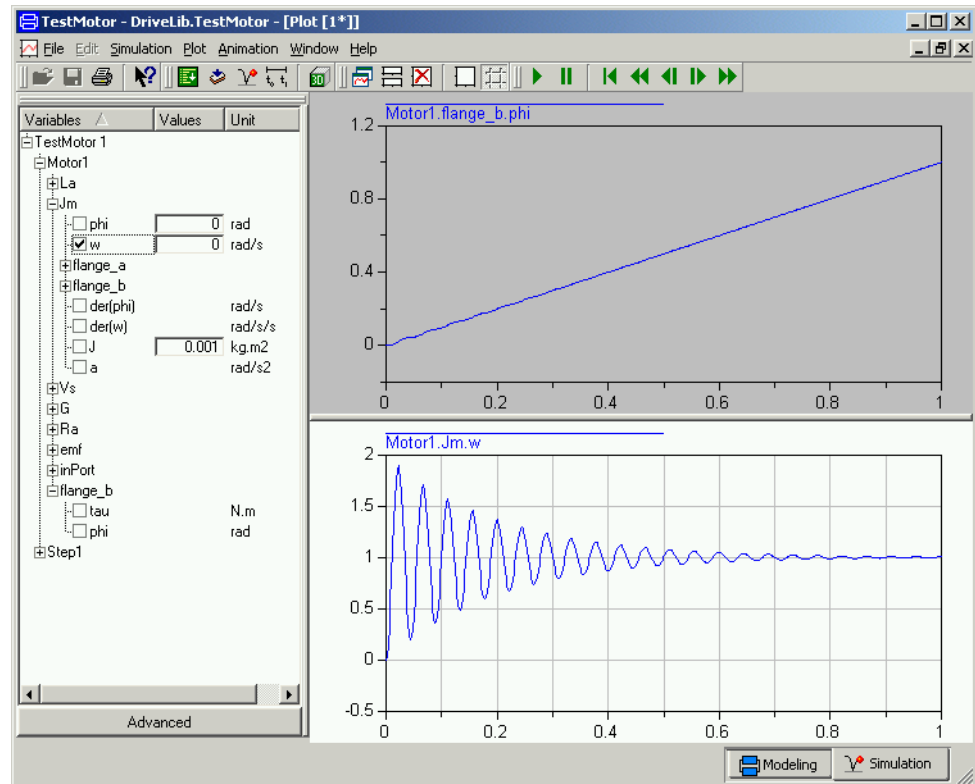 TestMotor - DriveLib.TestMotor - [Plot [1*]]
File Edit Simulation Plot Animation Window Help
3D
Variables Values Unit
TestMotor 1
Motor1
La
Jm
phi 0 rad
w 0 rad/s
flange_a
flange_b
der(phi) rad/s
der(w) rad/s/s
J 0.001 kg.m2
a rad/s2
Vs
G
Ra
emf
inPort
flange_b
tau N.m
phi rad
Step1
Advanced
Motor1.flange_b.phi
1.2
0.8
0.4
0
0 0.2 0.4 0.6 0.8 1
Motor1.Jm.w
2
1.5
1
0.5
0
-0.5
0 0.2 0.4 0.6 0.8 1
Modeling Simulation